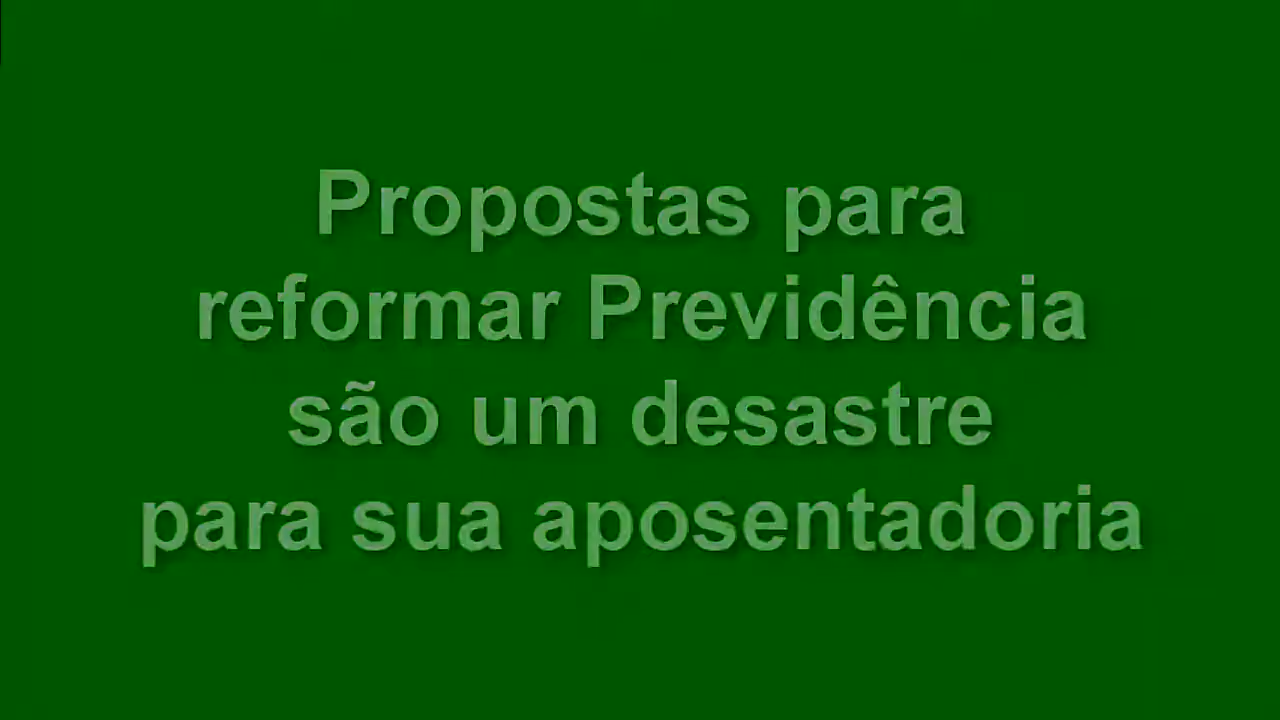 Propostas para
reformar Previdência
são um desastre
para sua aposentadoria